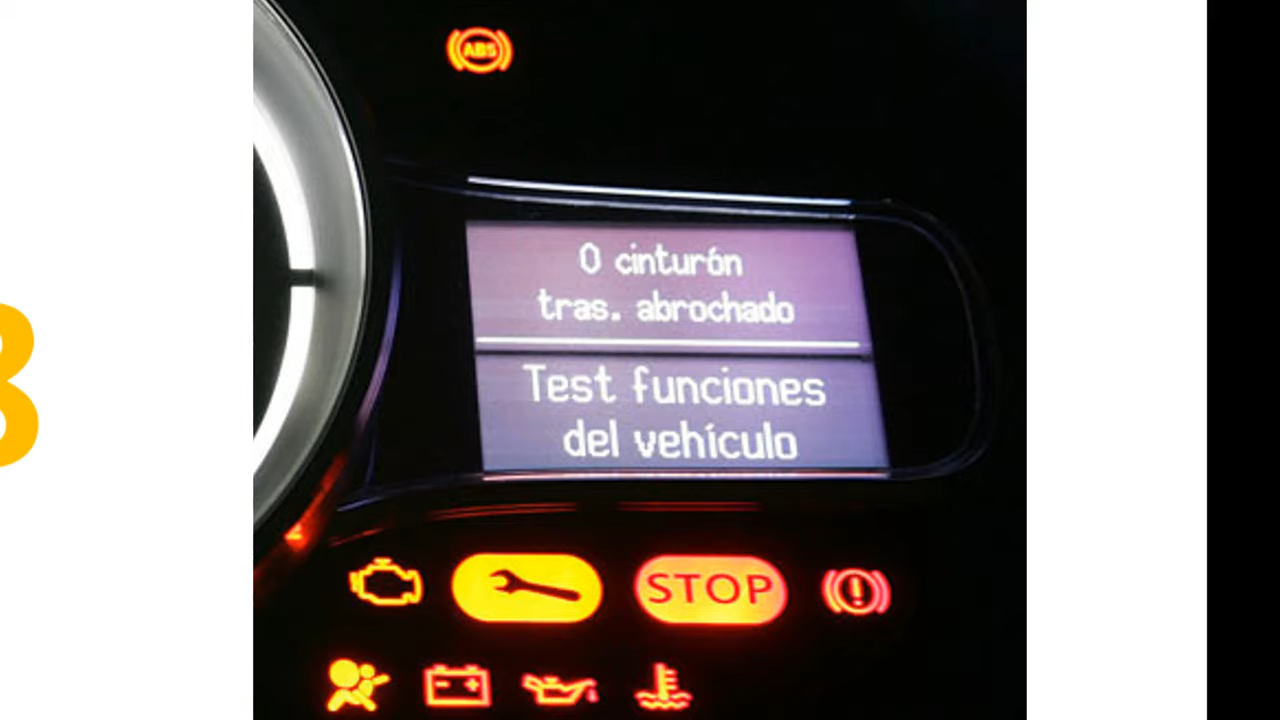 ABS
0 cinturón
tras. abrochado
Test funciones
del vehículo
STOP